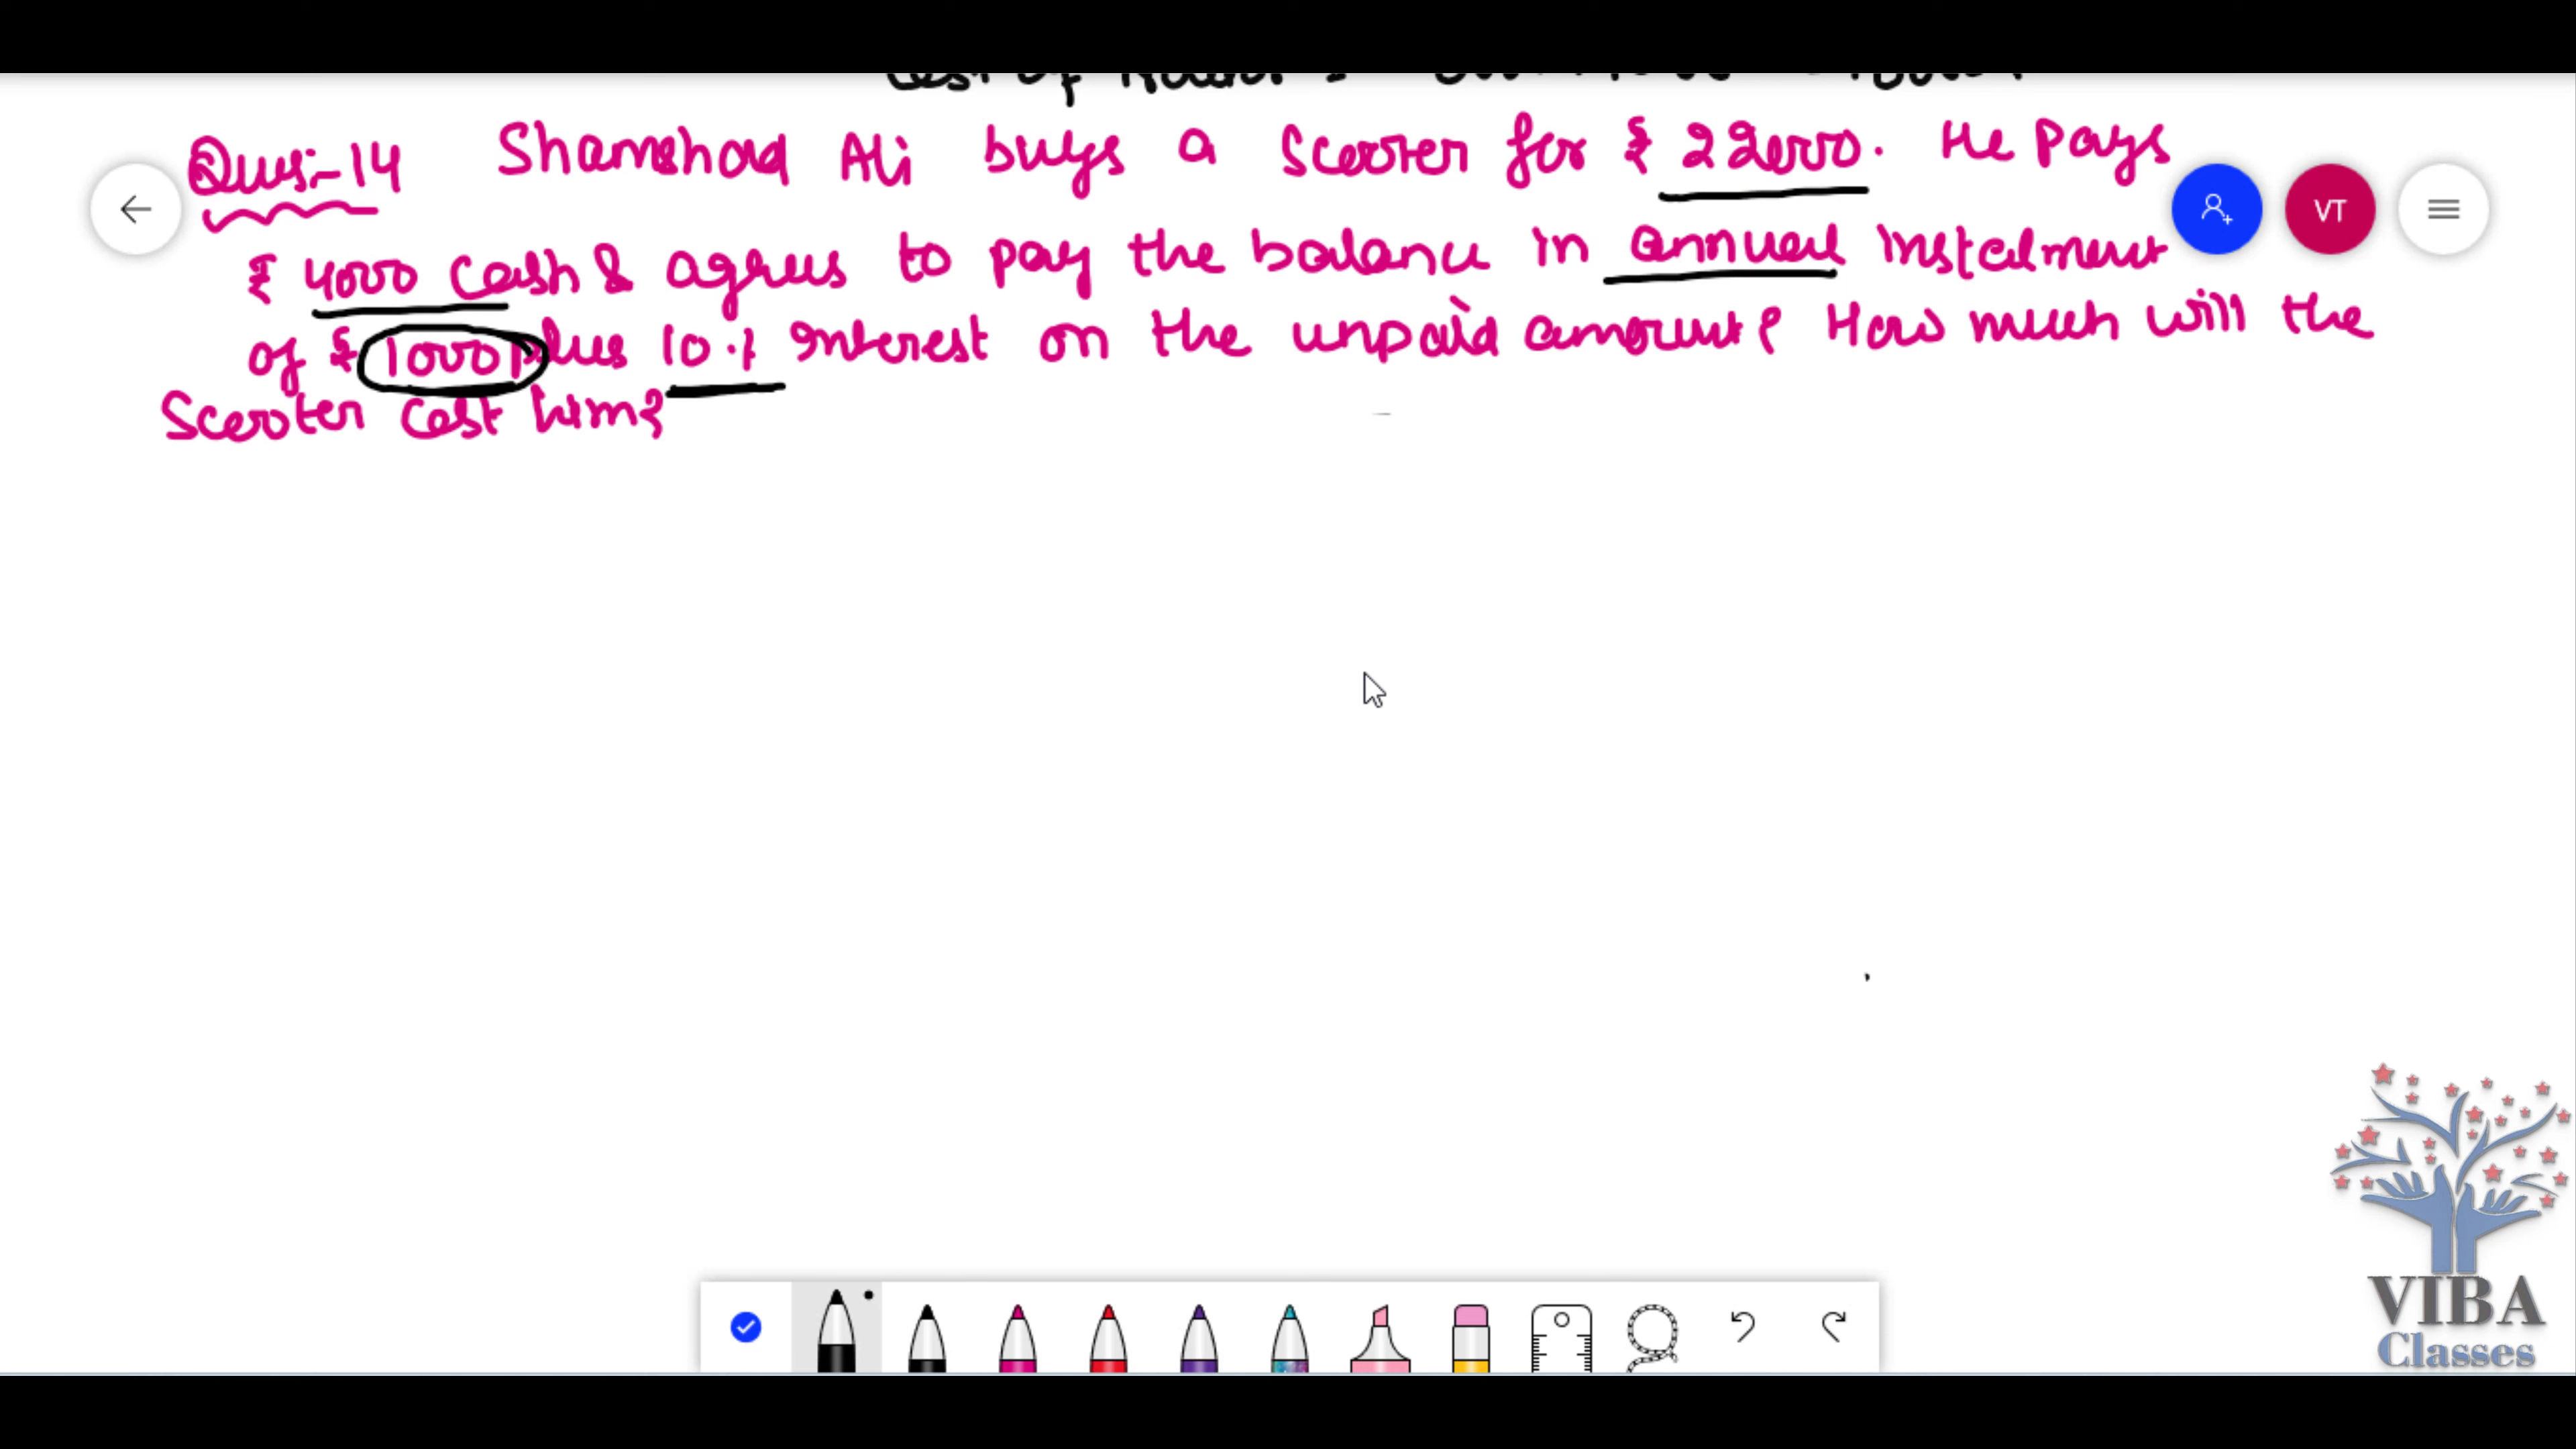 Ques:-14 Shamshad Ali buys a Scooter for ₹ 22000. He pays
VT
₹ 4000 Cash & agrees to pay the balance in annual instalment
of ₹ 1000 plus 10% interest on the unpaid amount? How much will the
Scooter cost him?
VIBA
Classes